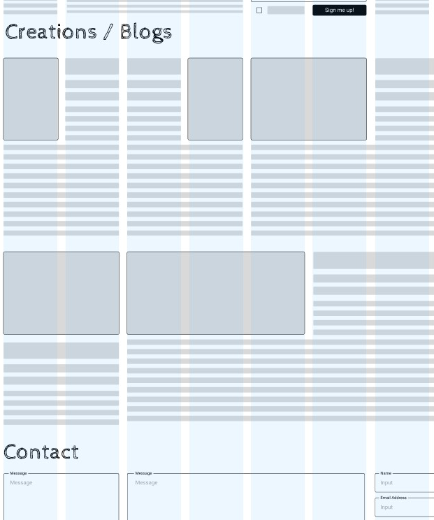 Sign me up!
Creations / Blogs
Contact
Message
Message
Name
Message
Message
Input
Email Address
Input